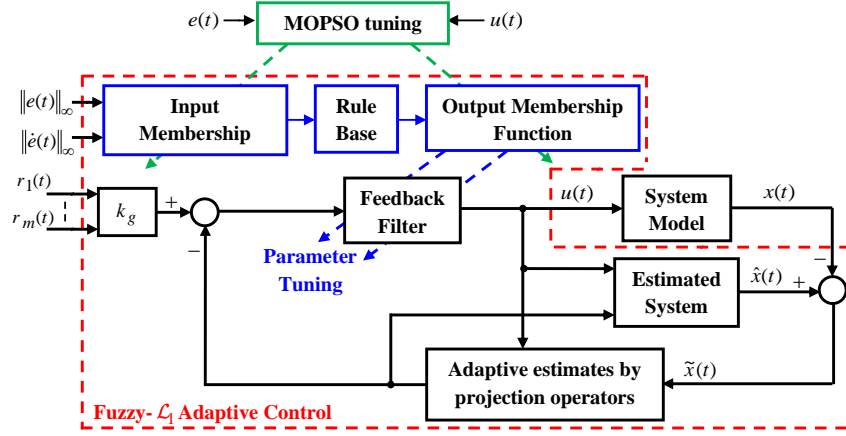 e(t) MOPSO tuning u(t)
‖e(t)‖∞
‖ė(t)‖∞
Input
Membership
Rule
Base
Output Membership
Function
r₁(t)
rₘ(t)
k_g
+
−
Feedback
Filter
u(t)
System
Model
x(t)
−
Parameter
Tuning
Estimated
System
x̂(t)
+
Adaptive estimates by
projection operators
x̃(t)
Fuzzy- ℒ₁ Adaptive Control